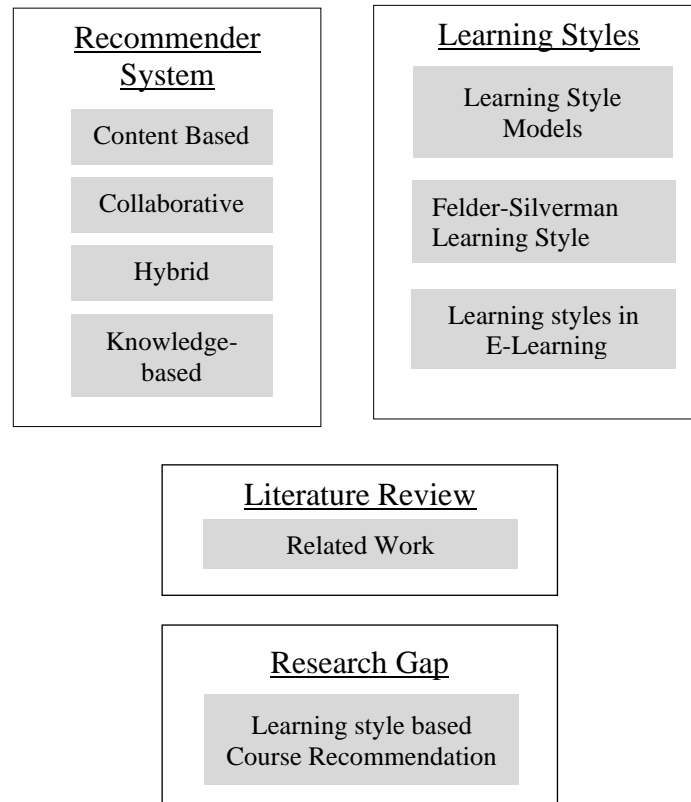 Recommender
System
Content Based
Collaborative
Hybrid
Knowledge-
based
Learning Styles
Learning Style
Models
Felder-Silverman
Learning Style
Learning styles in
E-Learning
Literature Review
Related Work
Research Gap
Learning style based
Course Recommendation